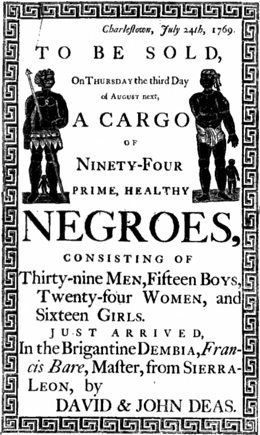 Charlestown, July 24th, 1769.
TO BE SOLD,
On THURSDAY the third Day
of AUGUST next,
A CARGO
OF
NINETY-FOUR
PRIME, HEALTHY
NEGROES,
CONSISTING OF
Thirty-nine MEN, Fifteen BOYS,
Twenty-four WOMEN, and
Sixteen GIRLS.
JUST ARRIVED,
In the Brigantine DEMBIA, Fran-
cis Bare, Maſter, from SIERRA-
LEON, by
DAVID & JOHN DEAS.